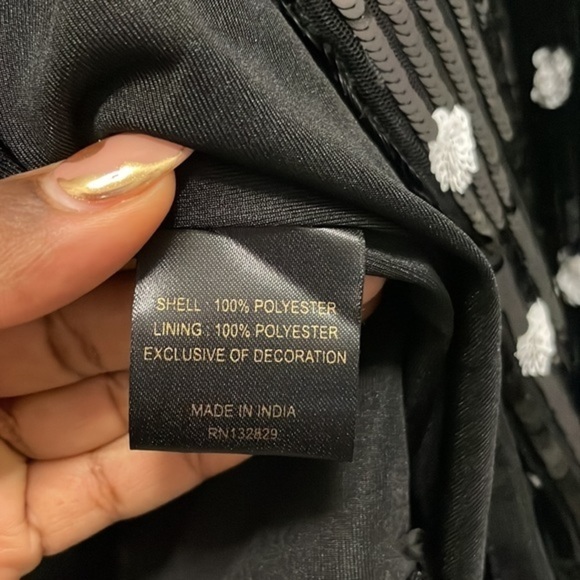 SHELL : 100% POLYESTER
LINING : 100% POLYESTER
EXCLUSIVE OF DECORATION
MADE IN INDIA
RN132829